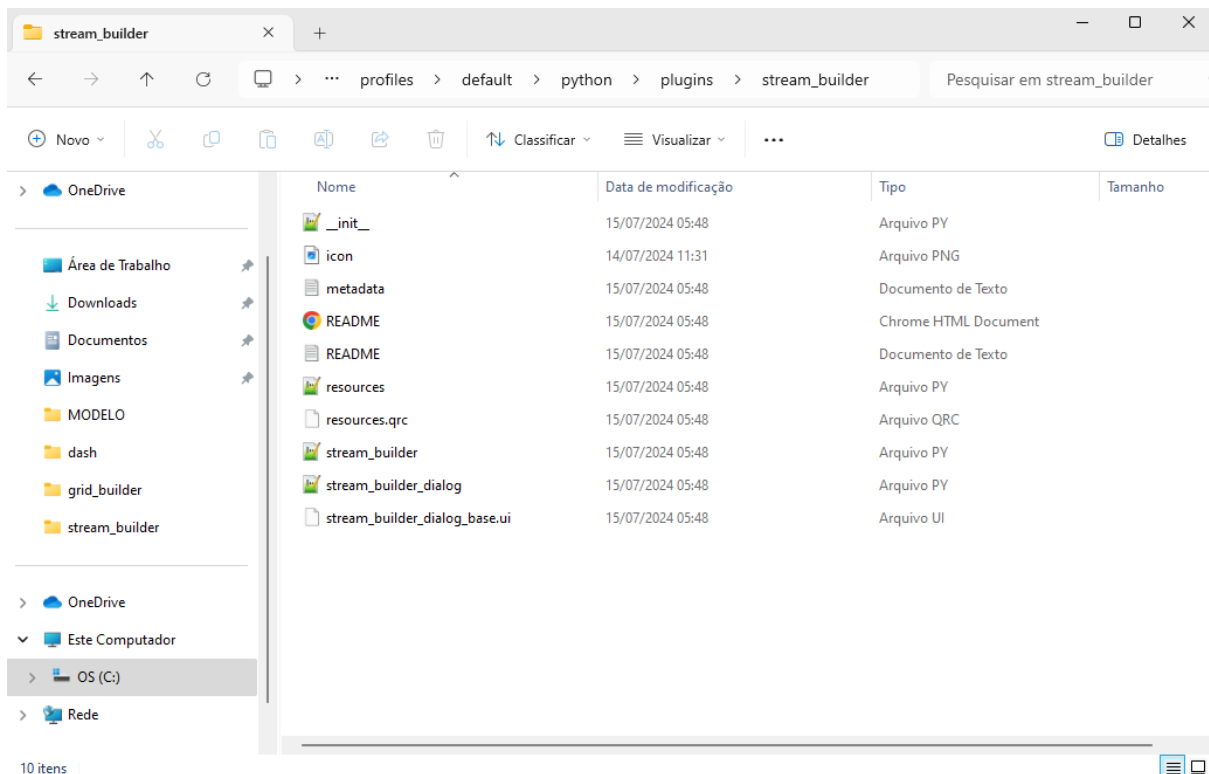 stream_builder
profiles > default > python > plugins > stream_builder
Pesquisar em stream_builder
Novo
Classificar
Visualizar
Detalhes
OneDrive
Área de Trabalho
Downloads
Documentos
Imagens
MODELO
dash
grid_builder
stream_builder
OneDrive
Este Computador
OS (C:)
Rede
Nome Data de modificação Tipo Tamanho
__init__ 15/07/2024 05:48 Arquivo PY
icon 14/07/2024 11:31 Arquivo PNG
metadata 15/07/2024 05:48 Documento de Texto
README 15/07/2024 05:48 Chrome HTML Document
README 15/07/2024 05:48 Documento de Texto
resources 15/07/2024 05:48 Arquivo PY
resources.qrc 15/07/2024 05:48 Arquivo QRC
stream_builder 15/07/2024 05:48 Arquivo PY
stream_builder_dialog 15/07/2024 05:48 Arquivo PY
stream_builder_dialog_base.ui 15/07/2024 05:48 Arquivo UI
10 itens